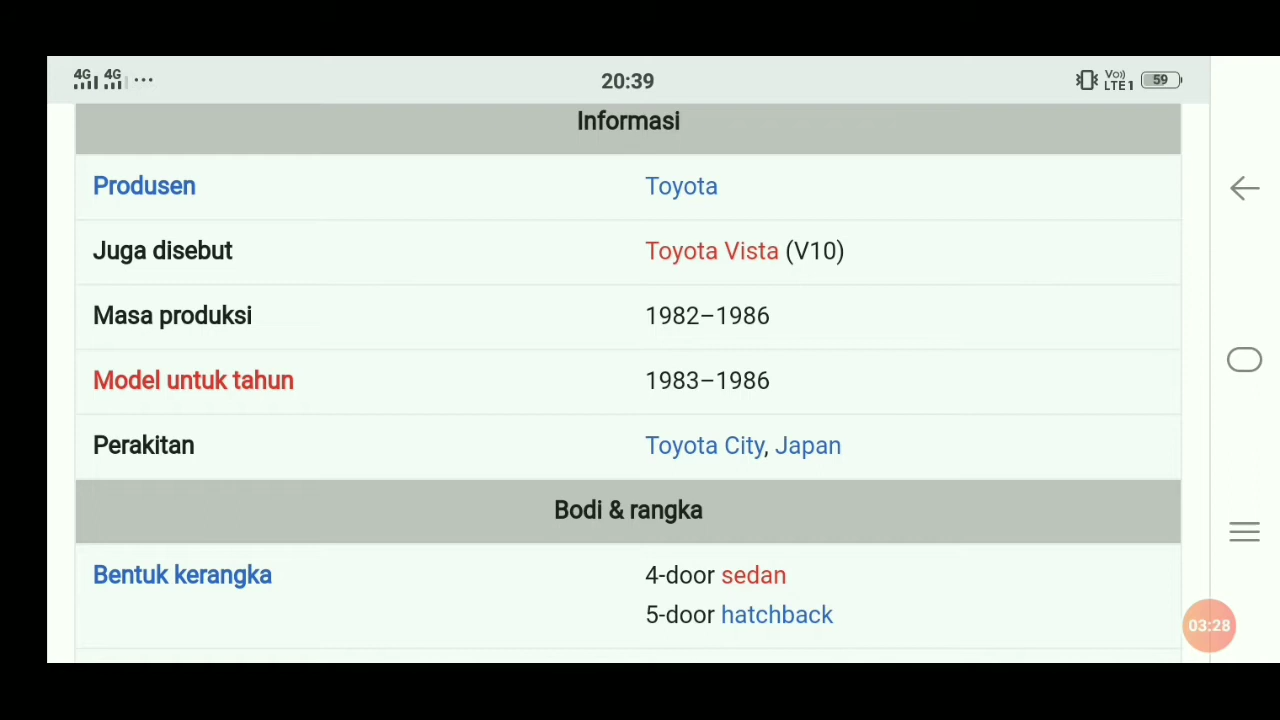 4G 4G ...
20:39
Vo)) LTE 1
59
Informasi
Produsen Toyota
Juga disebut Toyota Vista (V10)
Masa produksi 1982–1986
Model untuk tahun 1983–1986
Perakitan Toyota City, Japan
Bodi & rangka
Bentuk kerangka 4-door sedan
5-door hatchback
03:28